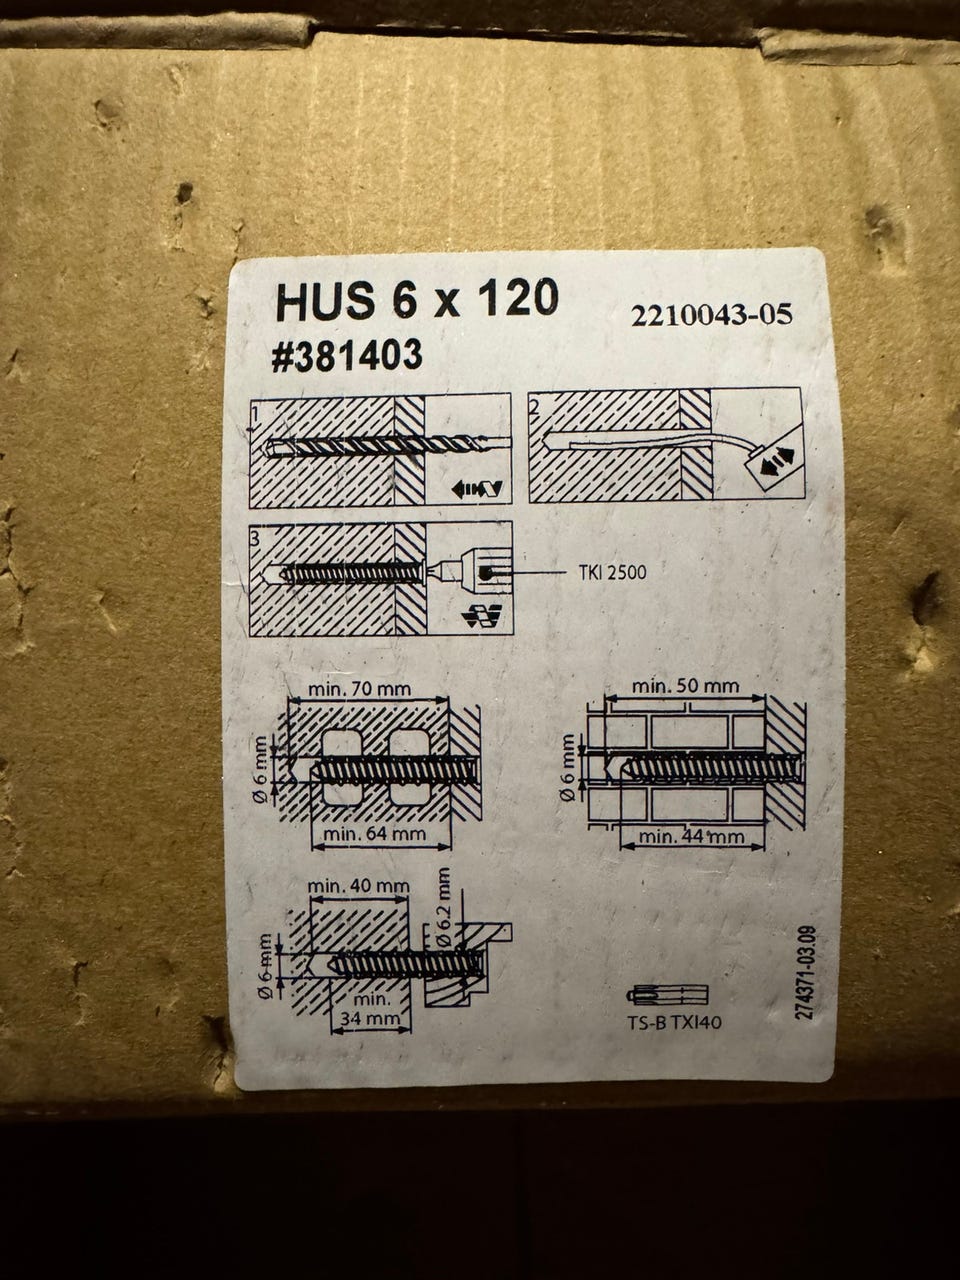 HUS 6 x 120
2210043-05
#381403
1
2
3
TKI 2500
min. 70 mm
Ø 6 mm
min. 64 mm
min. 50 mm
Ø 6 mm
min. 44 mm
min. 40 mm
Ø 6.2 mm
Ø 6 mm
min.
34 mm
TS-B TXI40
274371-03.09